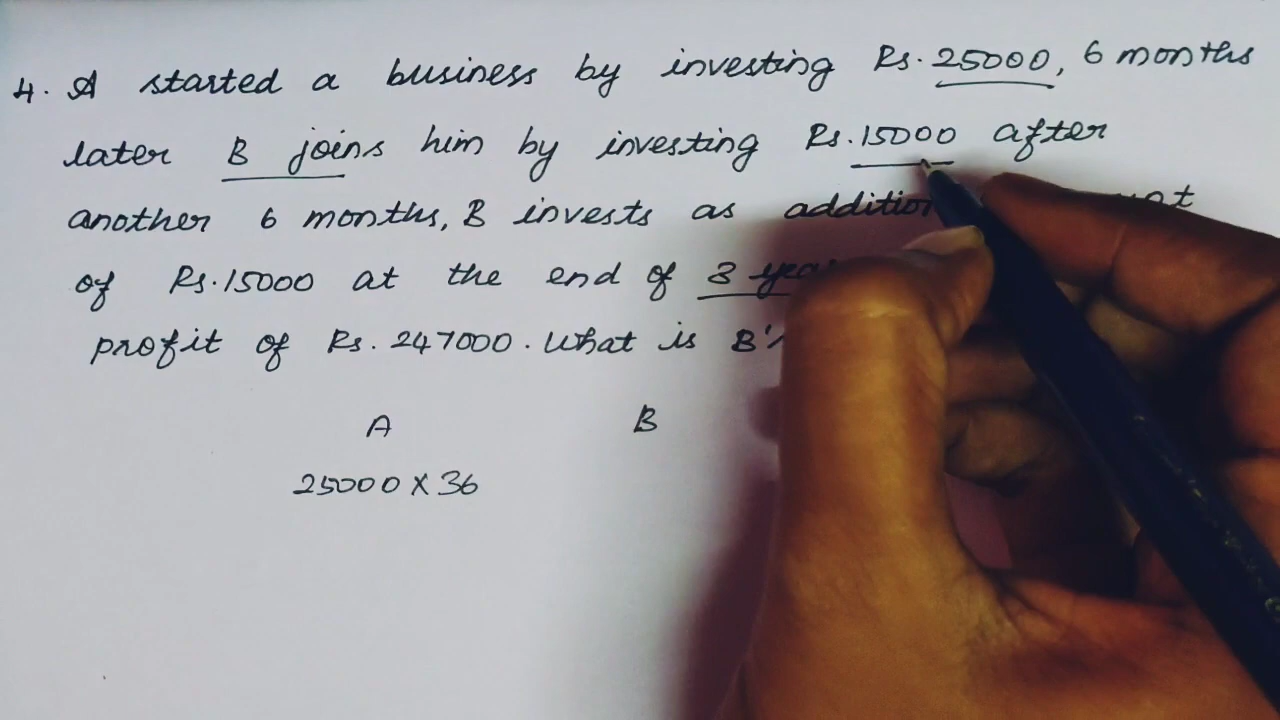 4. A started a business by investing Rs. 25000, 6 months
later B joins him by investing Rs. 15000 after
another 6 months, B invests as
of Rs. 15000 at the end of 3
profit of Rs. 247000. What is
A B
25000 X 36